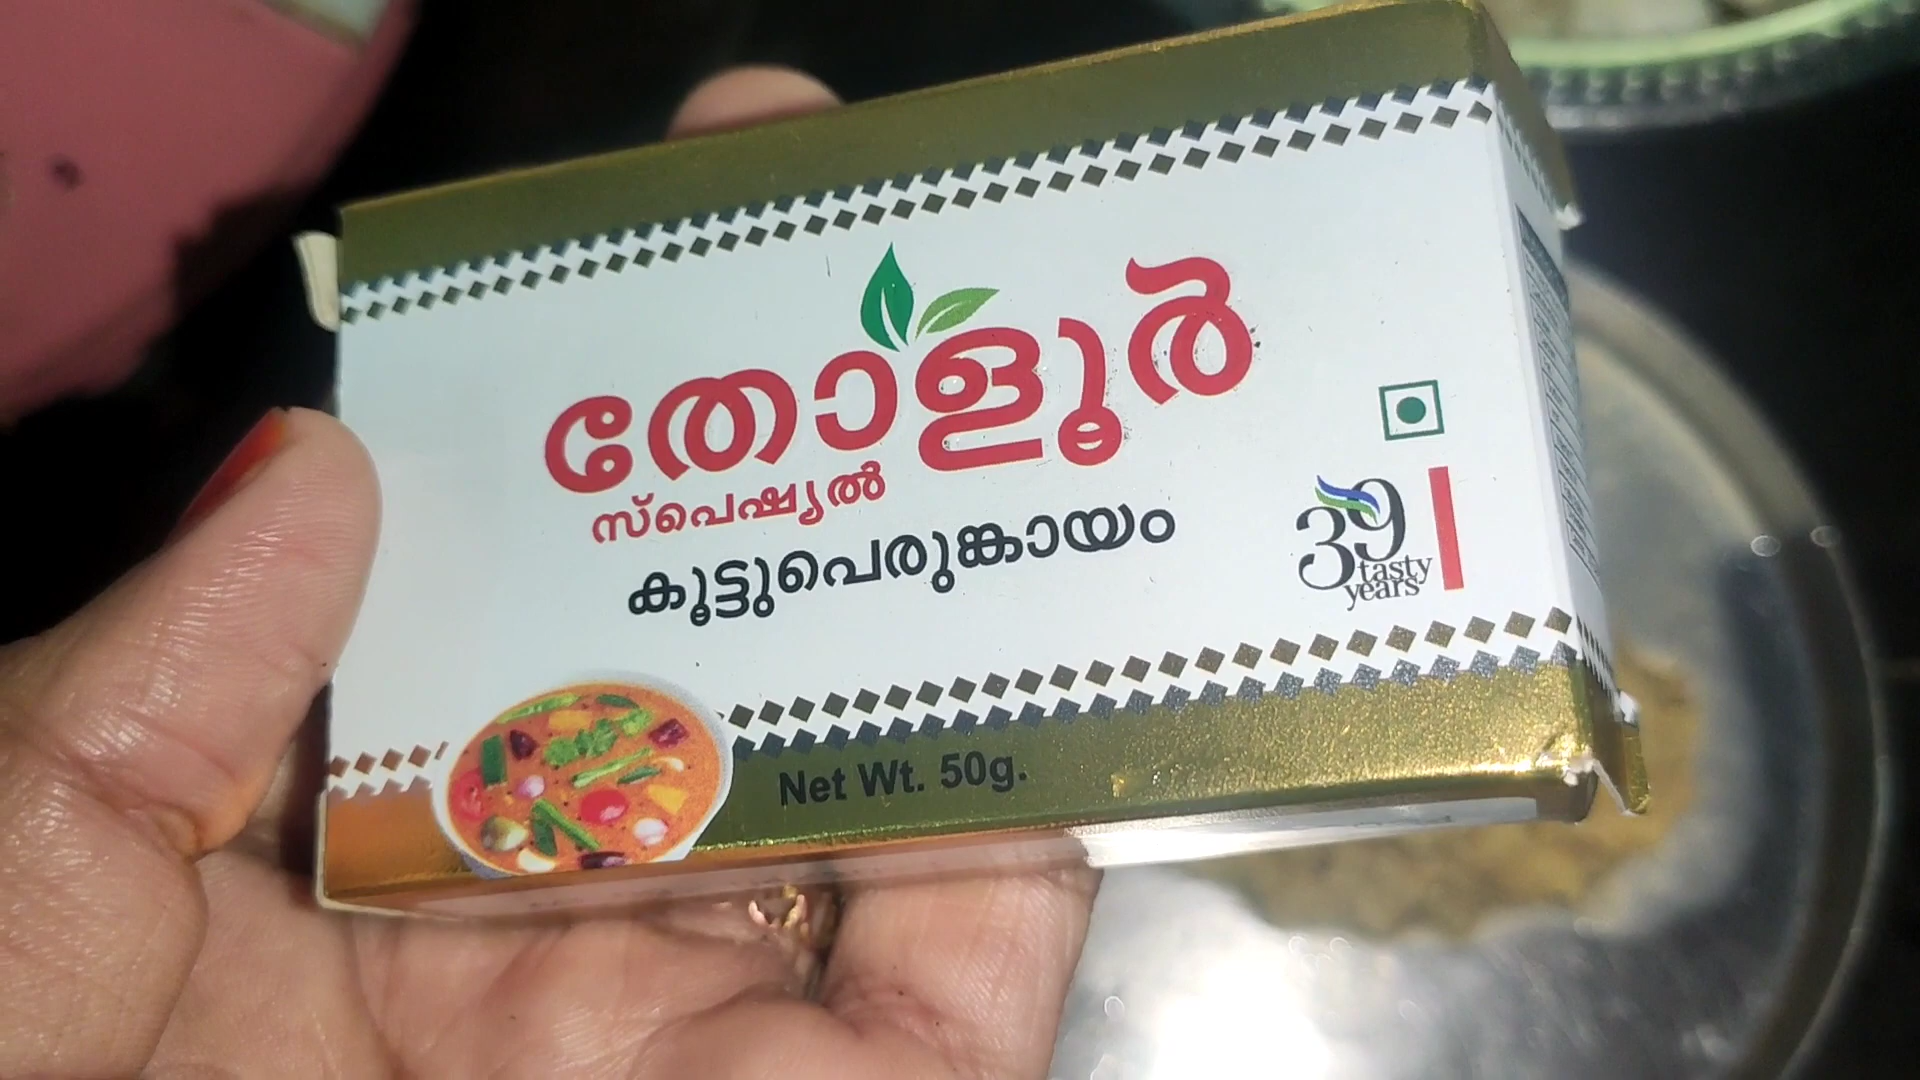 തോളൂർ
സ്പെഷ്യൽ
കൂട്ടുപെരുങ്കായം
39
tasty
years
Net Wt. 50g.